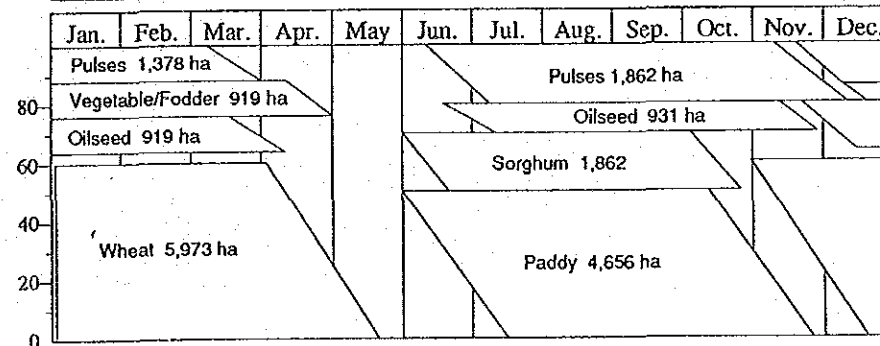 Jan. Feb. Mar. Apr. May Jun. Jul. Aug. Sep. Oct. Nov. Dec.
Pulses 1,378 ha
Pulses 1,862 ha
80
Vegetable/Fodder 919 ha
Oilseed 931 ha
Oilseed 919 ha
60
Sorghum 1,862
40
Wheat 5,973 ha
Paddy 4,656 ha
20
0